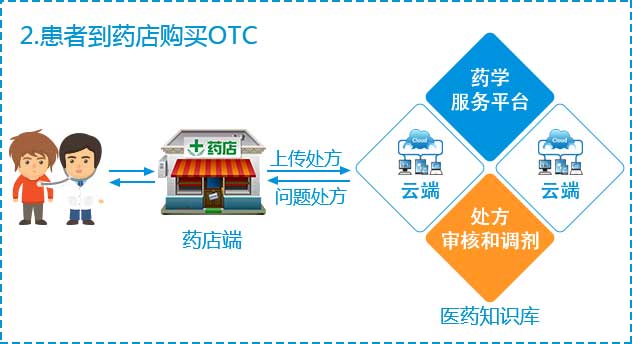 2.患者到药店购买OTC
药学
服务平台
Cloud
云端
Cloud
云端
药店
上传处方
问题处方
处方
审核和调剂
药店端
医药知识库